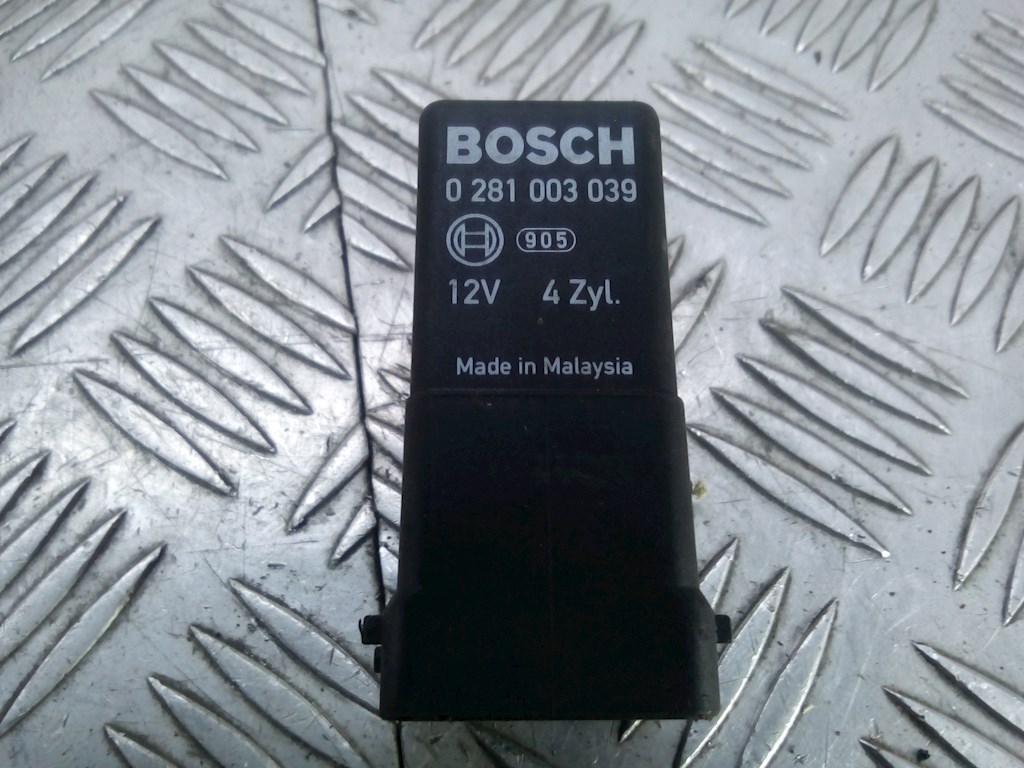 BOSCH
0 281 003 039
905
12V 4 Zyl.
Made in Malaysia